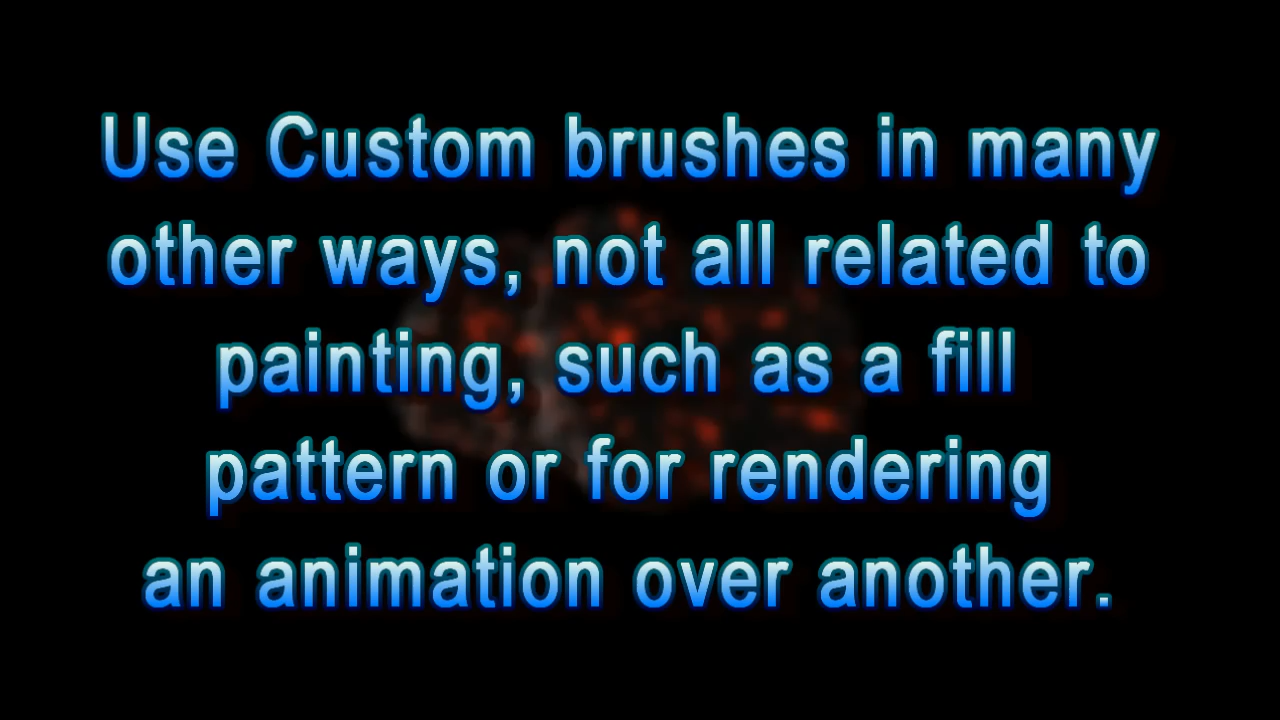 Use Custom brushes in many
other ways, not all related to
painting, such as a fill
pattern or for rendering
an animation over another.